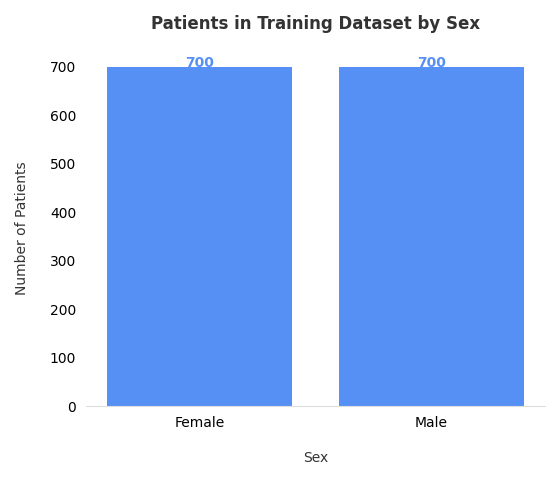 Patients in Training Dataset by Sex
700
700
700
600
500
400
300
200
100
0
Number of Patients
Female
Male
Sex